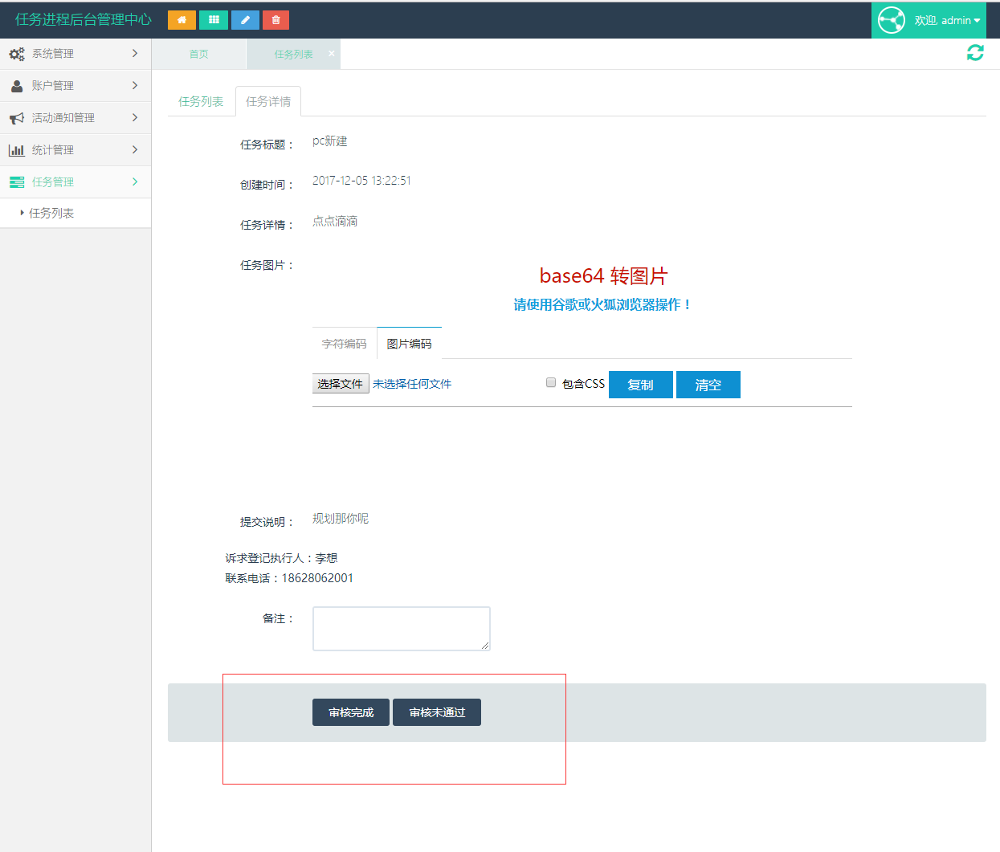 任务进程后台管理中心
欢迎, admin
系统管理
账户管理
活动通知管理
统计管理
任务管理
任务列表
首页
任务列表 ×
任务列表
任务详情
任务标题： pc新建
创建时间： 2017-12-05 13:22:51
任务详情： 点点滴滴
任务图片：
base64 转图片
请使用谷歌或火狐浏览器操作！
字符编码
图片编码
选择文件 未选择任何文件
包含CSS
复制
清空
提交说明： 规划那你呢
诉求登记执行人：李想
联系电话：18628062001
备注：
审核完成
审核未通过